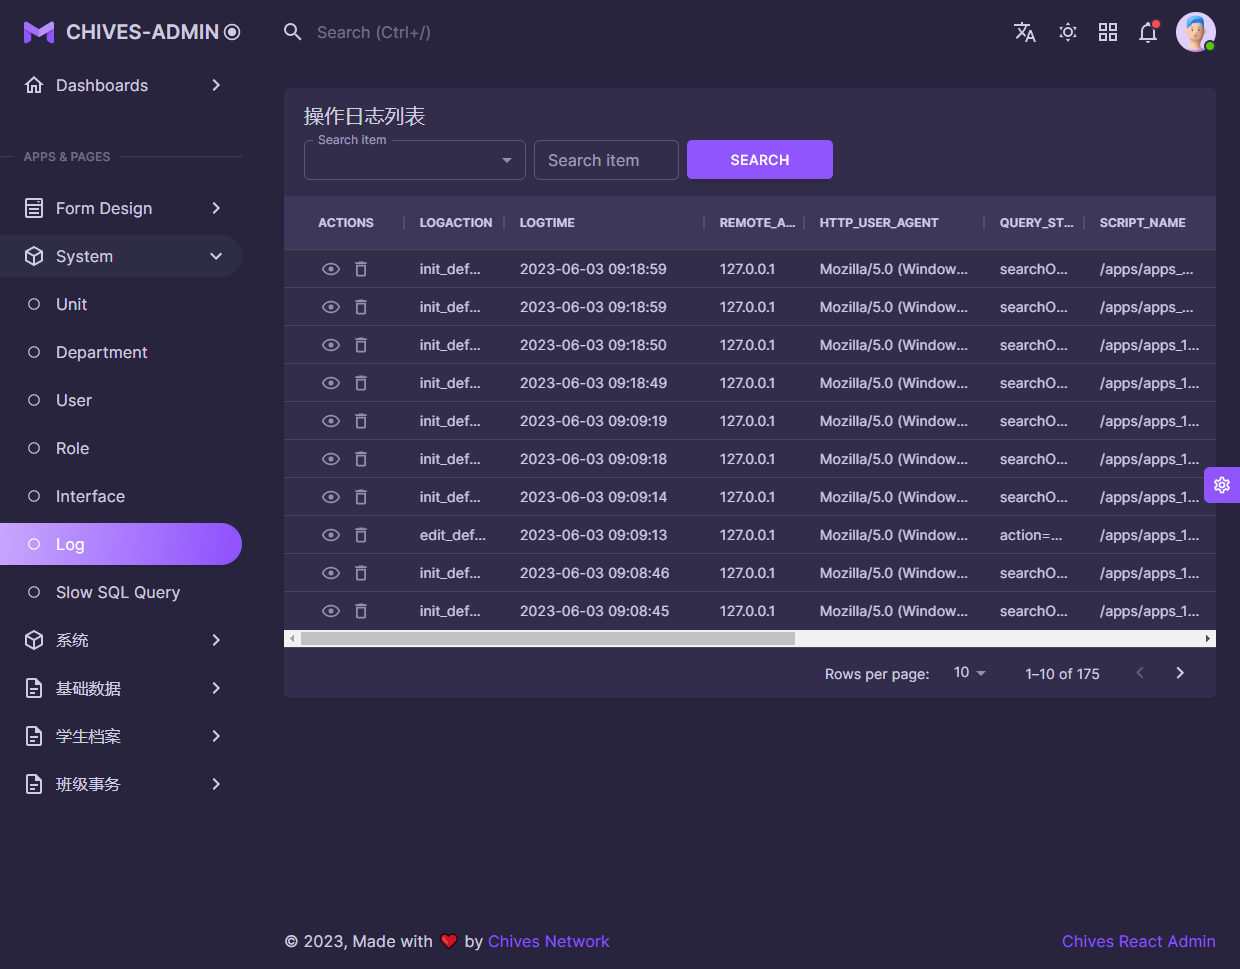 CHIVES-ADMIN
Search (Ctrl+/)
Dashboards
APPS & PAGES
Form Design
System
Unit
Department
User
Role
Interface
Log
Slow SQL Query
系统
基础数据
学生档案
班级事务
操作日志列表
Search item
Search item
SEARCH
ACTIONS LOGACTION LOGTIME REMOTE_A... HTTP_USER_AGENT QUERY_ST... SCRIPT_NAME
init_def... 2023-06-03 09:18:59 127.0.0.1 Mozilla/5.0 (Window... searchO... /apps/apps_...
init_def... 2023-06-03 09:18:59 127.0.0.1 Mozilla/5.0 (Window... searchO... /apps/apps_...
init_def... 2023-06-03 09:18:50 127.0.0.1 Mozilla/5.0 (Window... searchO... /apps/apps_1...
init_def... 2023-06-03 09:18:49 127.0.0.1 Mozilla/5.0 (Window... searchO... /apps/apps_1...
init_def... 2023-06-03 09:09:19 127.0.0.1 Mozilla/5.0 (Window... searchO... /apps/apps_1...
init_def... 2023-06-03 09:09:18 127.0.0.1 Mozilla/5.0 (Window... searchO... /apps/apps_1...
init_def... 2023-06-03 09:09:14 127.0.0.1 Mozilla/5.0 (Window... searchO... /apps/apps_1...
edit_def... 2023-06-03 09:09:13 127.0.0.1 Mozilla/5.0 (Window... action=... /apps/apps_1...
init_def... 2023-06-03 09:08:46 127.0.0.1 Mozilla/5.0 (Window... searchO... /apps/apps_1...
init_def... 2023-06-03 09:08:45 127.0.0.1 Mozilla/5.0 (Window... searchO... /apps/apps_1...
Rows per page: 10 1–10 of 175
© 2023, Made with ❤️ by Chives Network
Chives React Admin